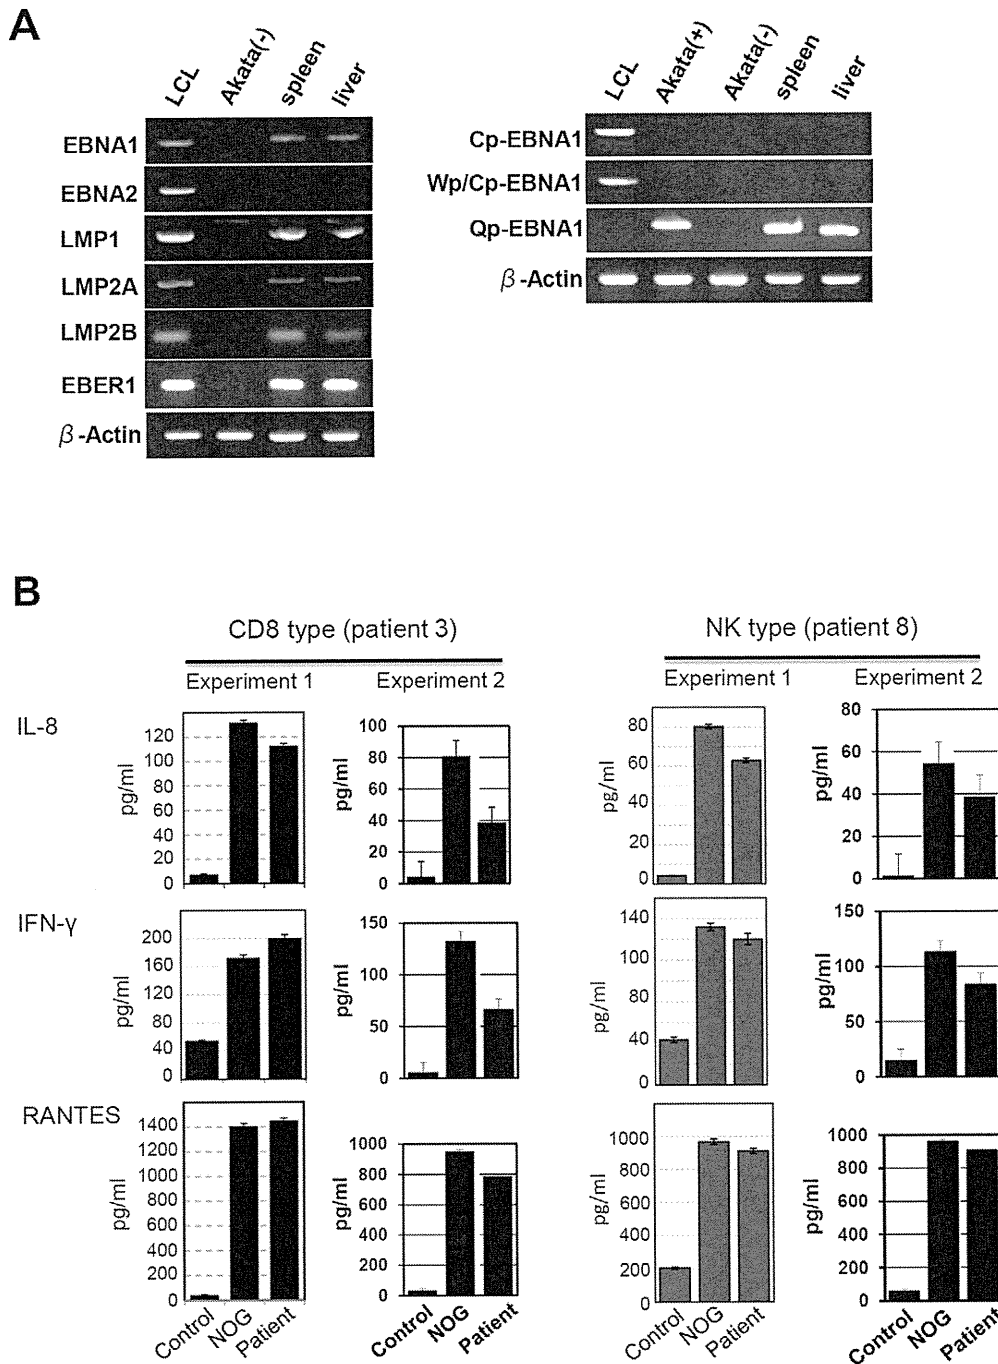 A
LCL Akata(-) spleen liver
EBNA1
EBNA2
LMP1
LMP2A
LMP2B
EBER1
β-Actin
LCL Akata(+) Akata(-) spleen liver
Cp-EBNA1
Wp/Cp-EBNA1
Qp-EBNA1
β-Actin
B
CD8 type (patient 3)
NK type (patient 8)
Experiment 1 Experiment 2 Experiment 1 Experiment 2
IL-8
pg/ml
120
100
80
60
40
20
0
pg/ml
100
80
60
40
20
0
pg/ml
80
60
40
20
0
pg/ml
80
60
40
20
0
IFN-γ
pg/ml
200
160
120
80
40
0
pg/ml
150
100
50
0
pg/ml
140
100
80
40
0
pg/ml
150
100
50
0
RANTES
pg/ml
1400
1200
1000
800
600
400
200
0
pg/ml
1000
800
600
400
200
0
pg/ml
1000
800
600
400
200
0
pg/ml
1000
800
600
400
200
0
Control NOG Patient
Control NOG Patient
Control NOG Patient
Control NOG Patient